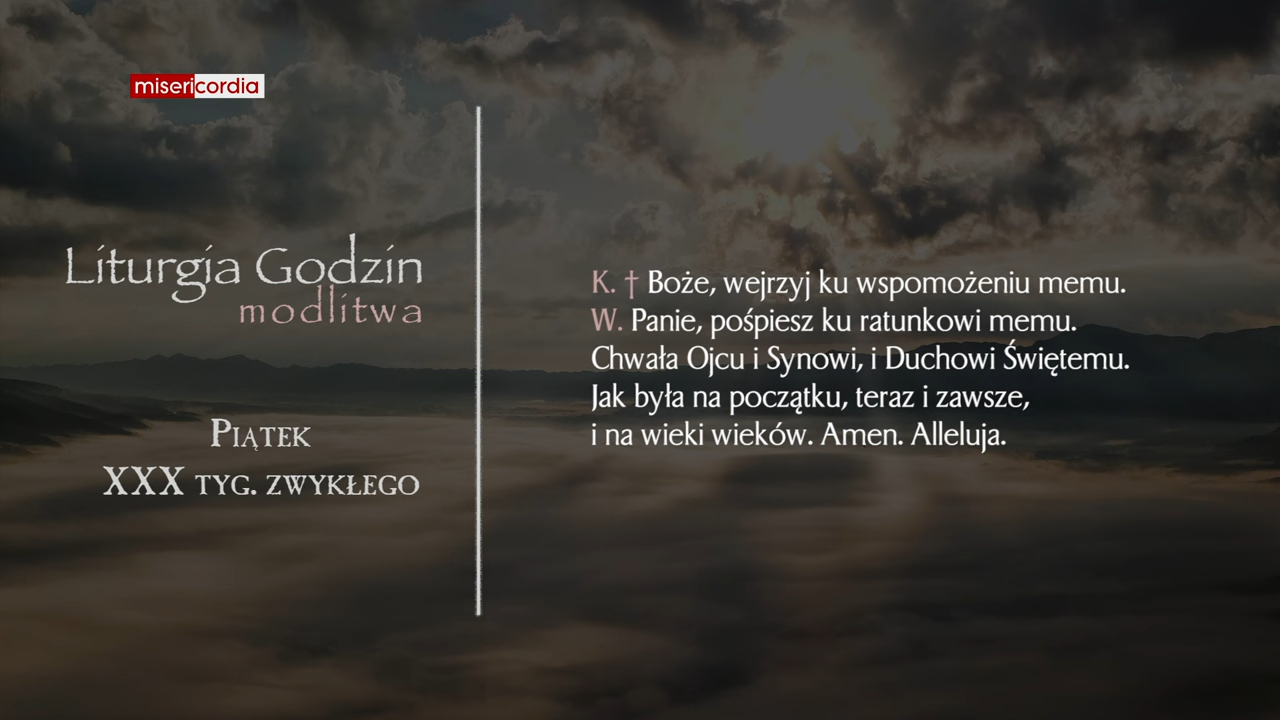 misericordia
Liturgia Godzin
modlitwa
Piątek
XXX tyg. zwykłego
K. † Boże, wejrzyj ku wspomożeniu memu.
W. Panie, pośpiesz ku ratunkowi memu.
Chwała Ojcu i Synowi, i Duchowi Świętemu.
Jak była na początku, teraz i zawsze,
i na wieki wieków. Amen. Alleluja.